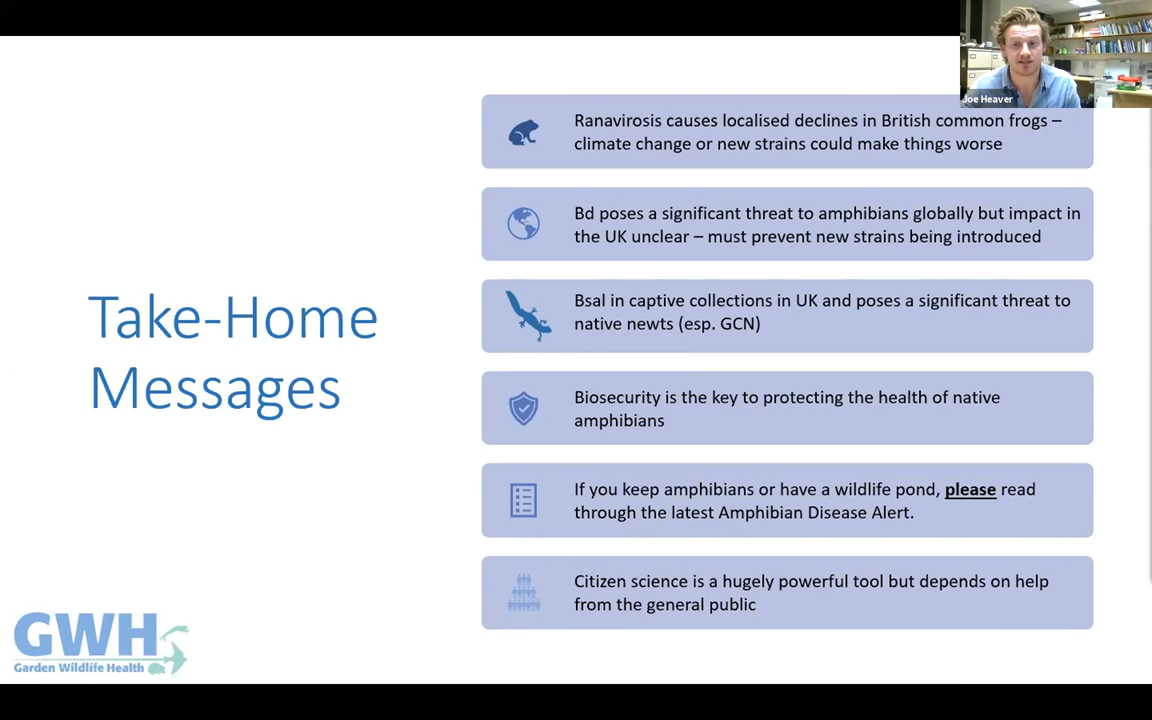 Joe Heaver
Ranavirosis causes localised declines in British common frogs –
climate change or new strains could make things worse
Bd poses a significant threat to amphibians globally but impact in
the UK unclear – must prevent new strains being introduced
Take-Home
Messages
Bsal in captive collections in UK and poses a significant threat to
native newts (esp. GCN)
Biosecurity is the key to protecting the health of native
amphibians
If you keep amphibians or have a wildlife pond, please read
through the latest Amphibian Disease Alert.
Citizen science is a hugely powerful tool but depends on help
from the general public
GWH
Garden Wildlife Health